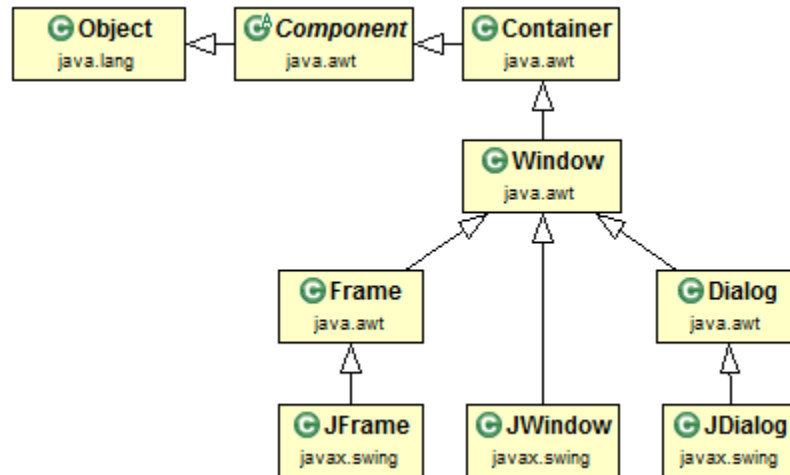 C Object
java.lang
C A Component
java.awt
C Container
java.awt
C Window
java.awt
C Frame
java.awt
C Dialog
java.awt
C JFrame
javax.swing
C JWindow
javax.swing
C JDialog
javax.swing